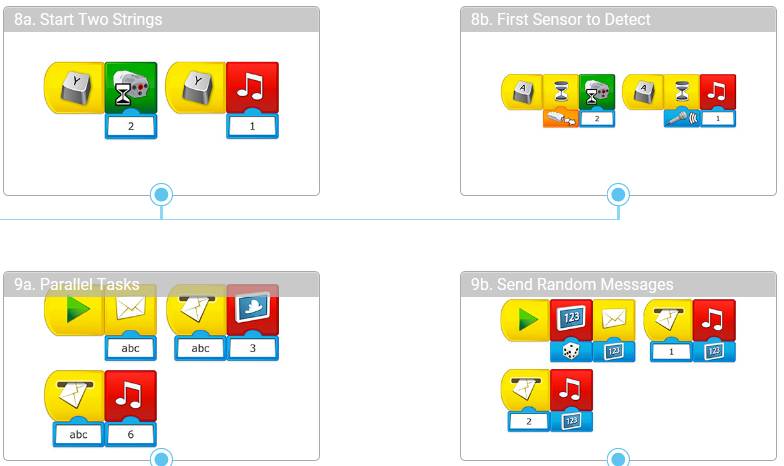 8a. Start Two Strings
Y
Y
2
1
8b. First Sensor to Detect
A
A
2
1
9a. Parallel Tasks
abc
abc
3
abc
6
9b. Send Random Messages
123
123
1
123
2
123